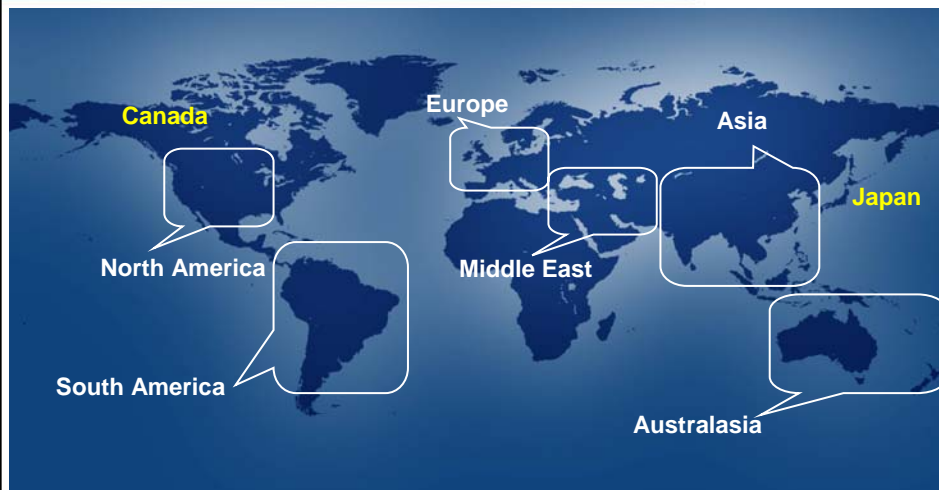 Europe
Canada
Asia
Japan
North America
Middle East
South America
Australasia